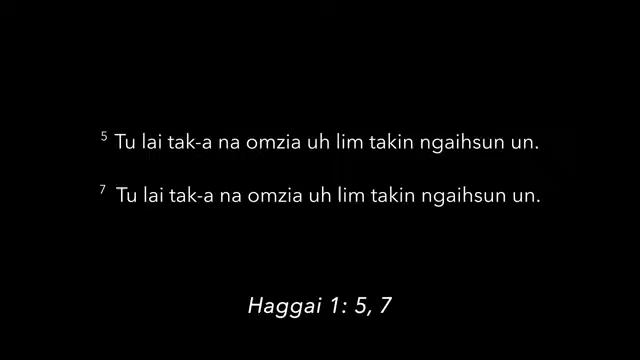 5 Tu lai tak-a na omzia uh lim takin ngaihsun un.
7 Tu lai tak-a na omzia uh lim takin ngaihsun un.
Haggai 1: 5, 7